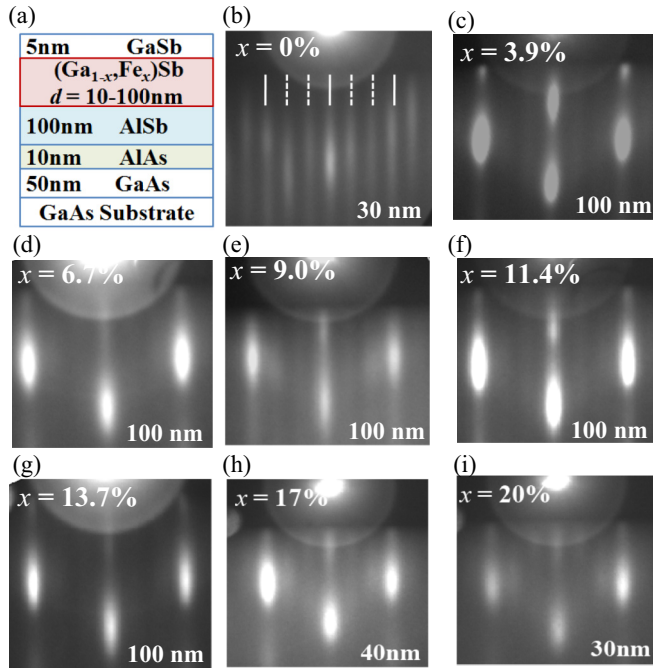 (a)
5nm GaSb
(Ga1-x,Fex)Sb
d = 10-100nm
100nm AlSb
10nm AlAs
50nm GaAs
GaAs Substrate
(b)
x = 0%
30 nm
(c)
x = 3.9%
100 nm
(d)
x = 6.7%
100 nm
(e)
x = 9.0%
100 nm
(f)
x = 11.4%
100 nm
(g)
x = 13.7%
100 nm
(h)
x = 17%
40nm
(i)
x = 20%
30nm